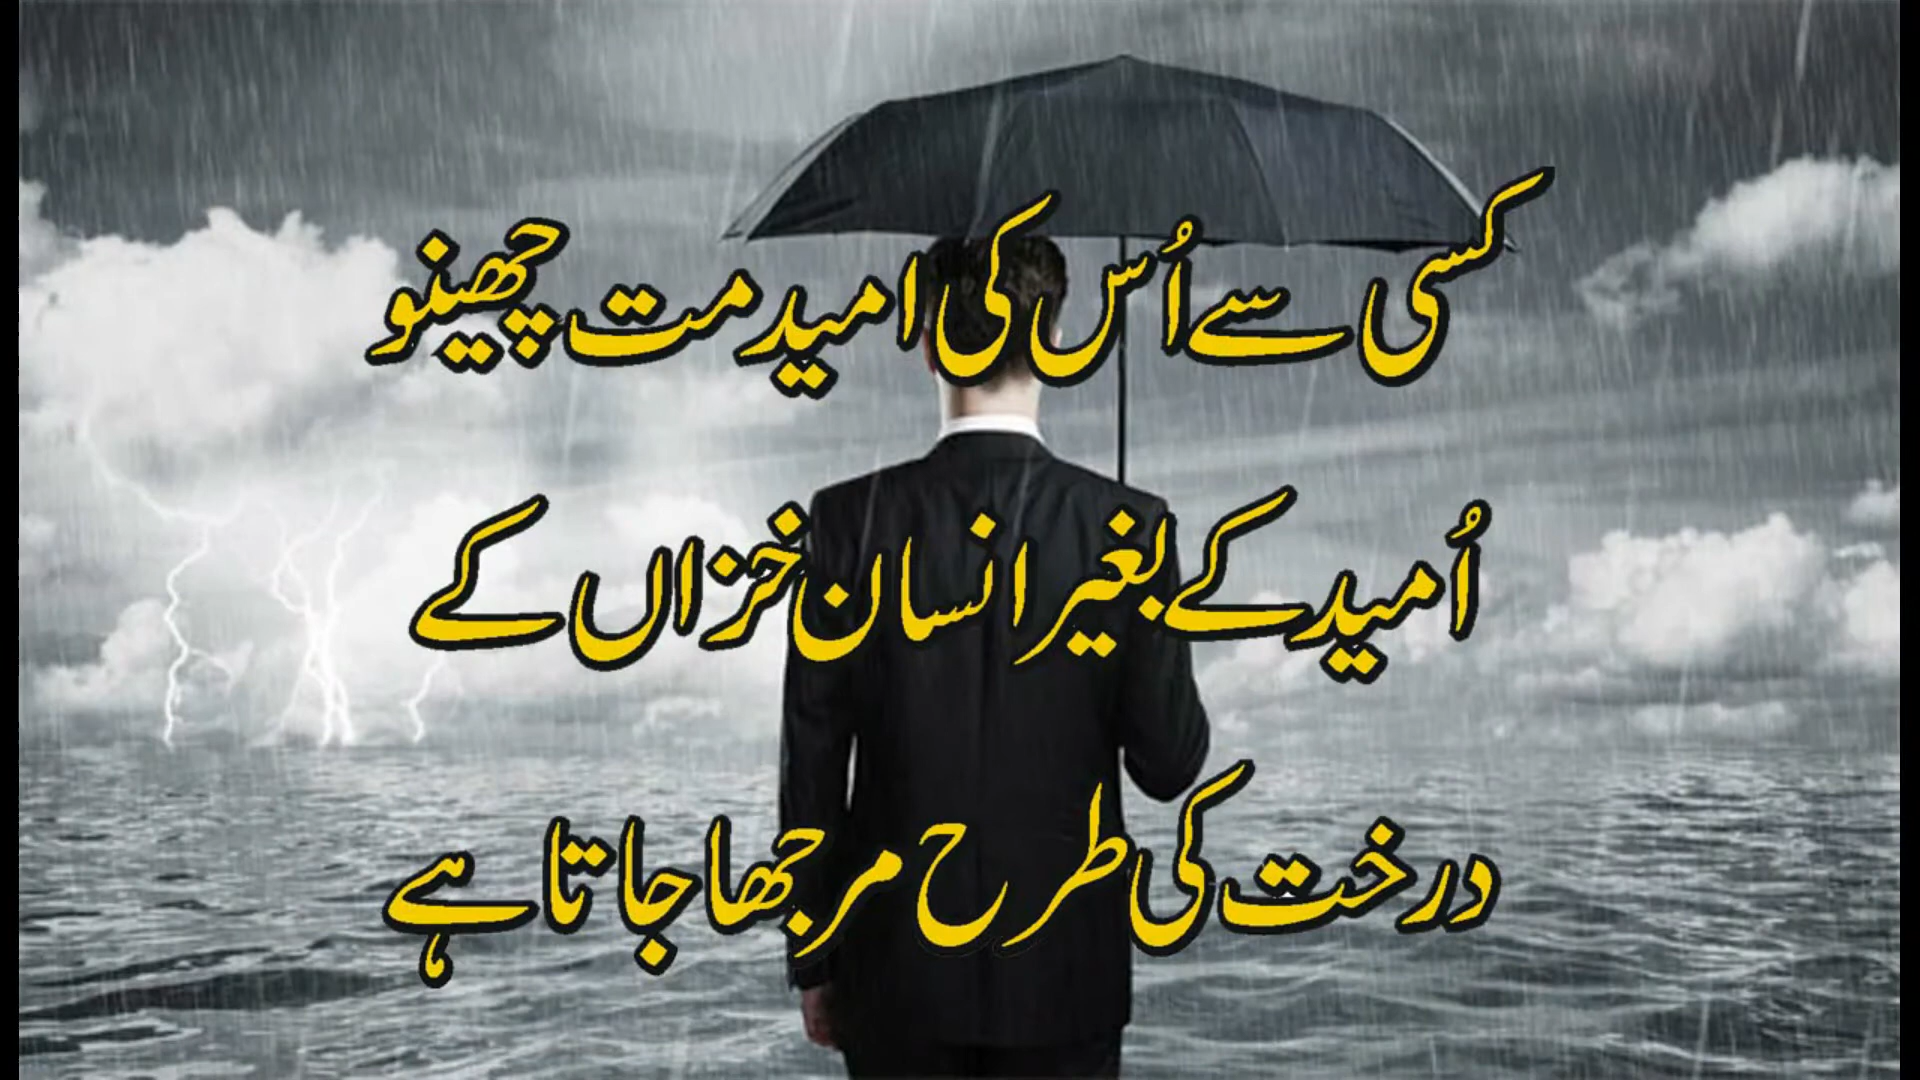 کسی سے اُس کی امید مت چھینو
اُمید کے بغیر انسان خزاں کے
درخت کی طرح مرجھا جاتا ہے